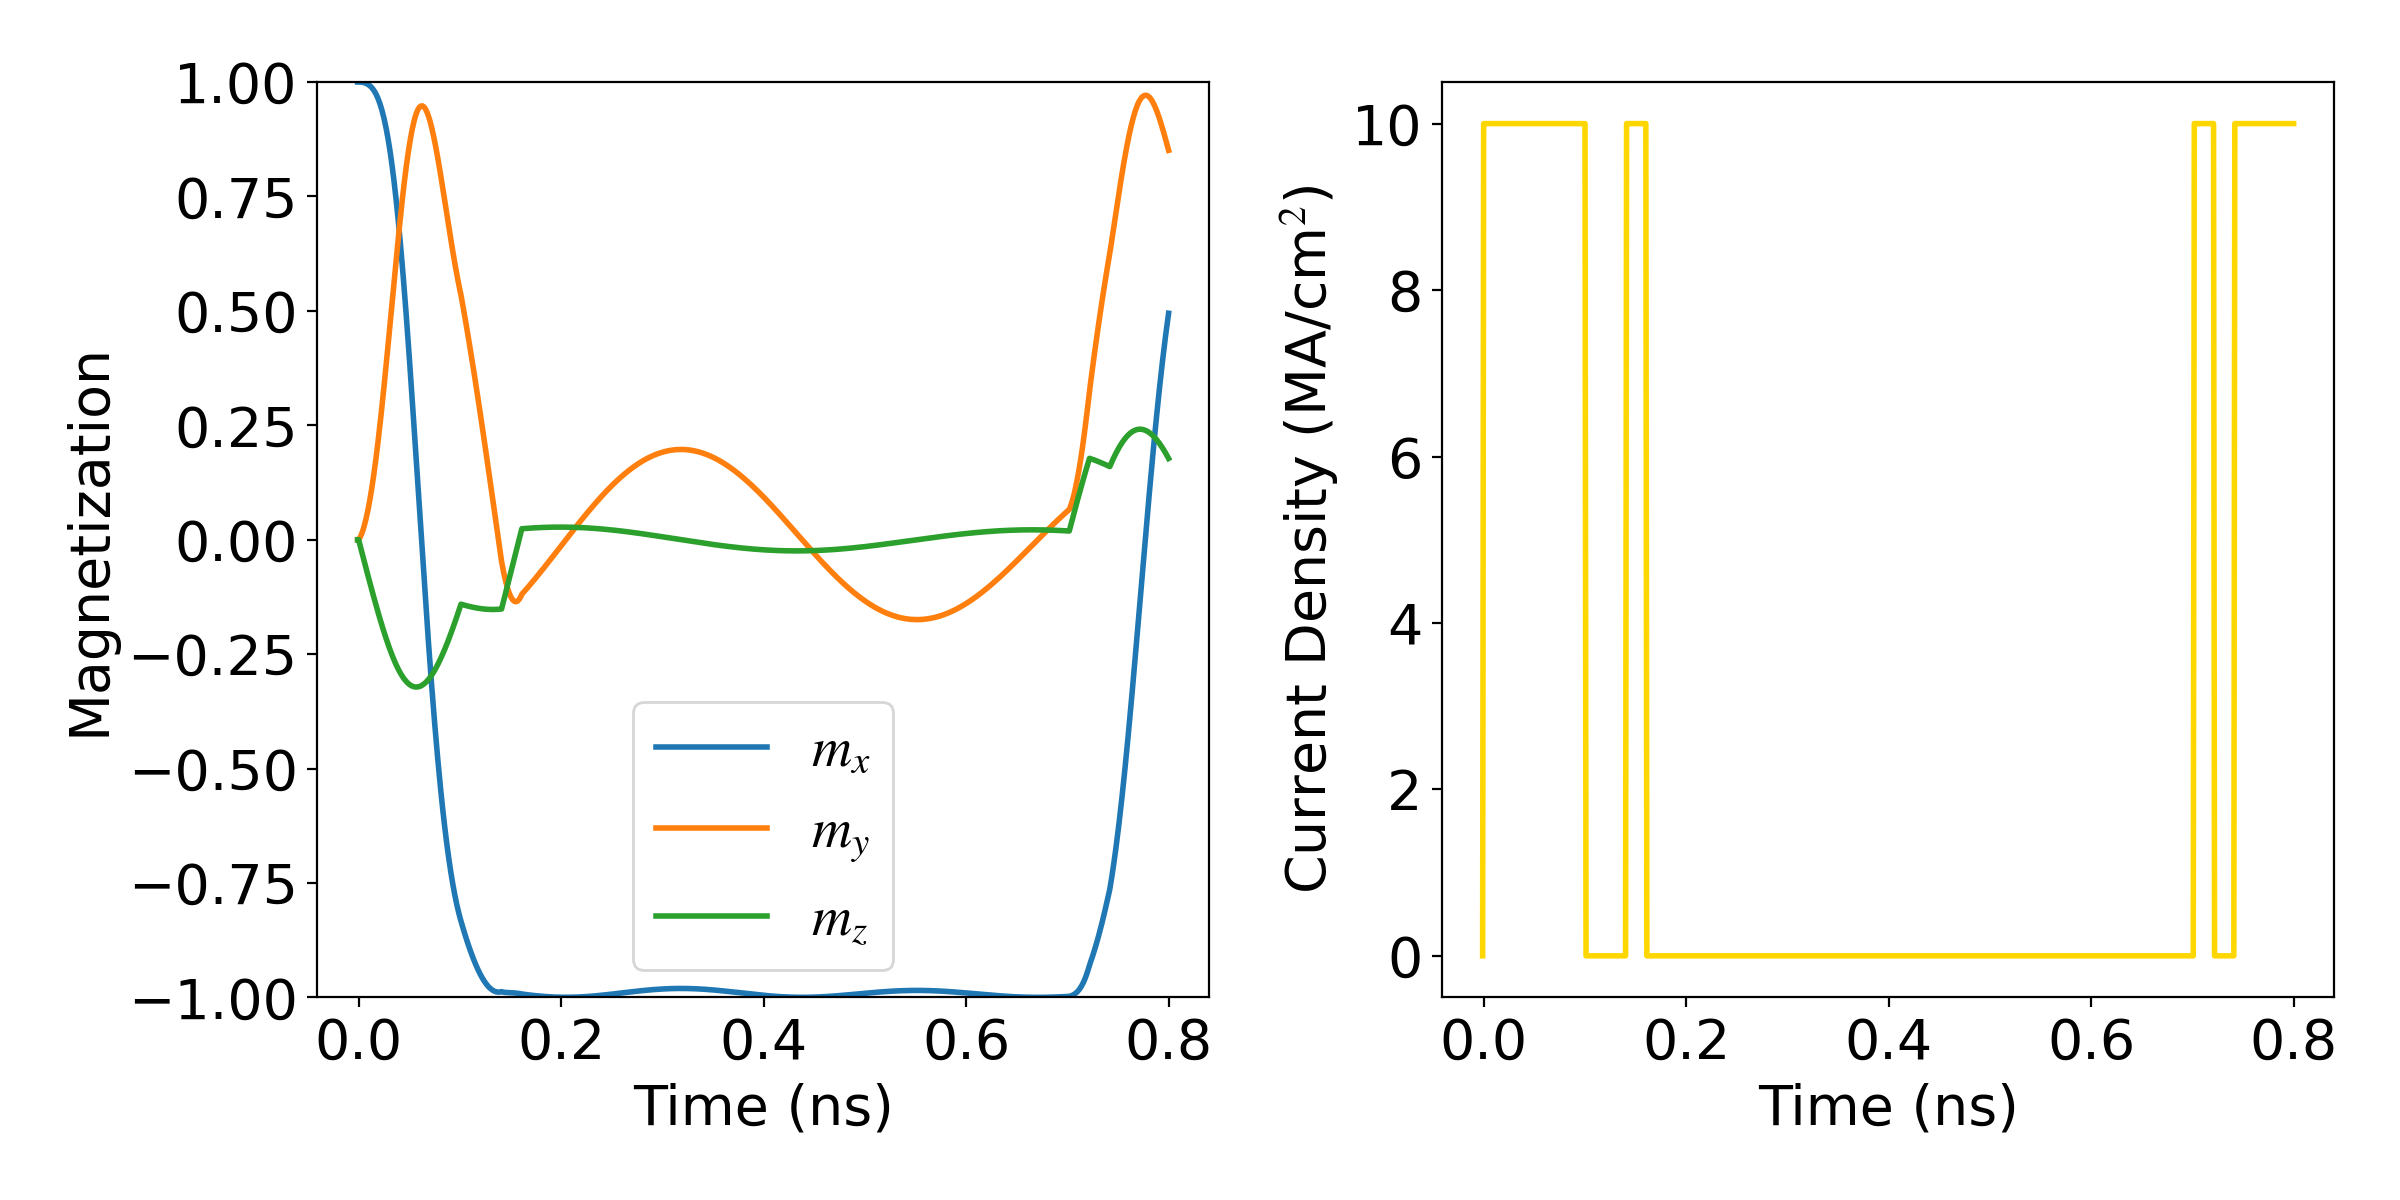 1.00
0.75
0.50
0.25
0.00
−0.25
−0.50
−0.75
−1.00
Magnetization
0.0 0.2 0.4 0.6 0.8
Time (ns)
m_x
m_y
m_z
10
8
6
4
2
0
Current Density (MA/cm²)
0.0 0.2 0.4 0.6 0.8
Time (ns)